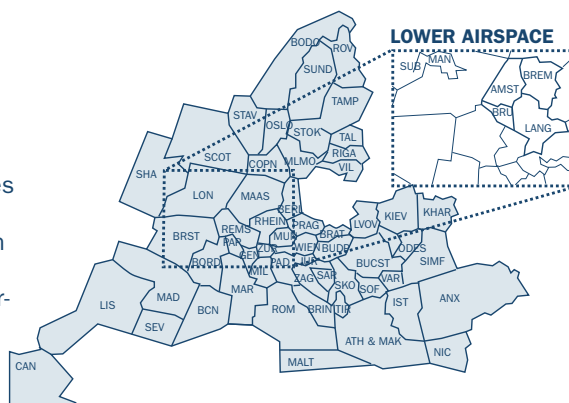 LOWER AIRSPACE
SUB
MAN
BREM
AMST
BRU
LANG
BODO
ROV
SUND
TAMP
STAV
OSLO
STOK
TAL
RIGA
VIL
SCOT
COPN
MLMO
SHA
LON
MAAS
BERL
es
BRST
REMS
RHEIN
PRAG
LVOV
KIEV
KHAR
PAR
MUN
WIEN
BRAT
BUDE
ODES
SIMF
n
BORD
GEN
ZUR
MIL
PAD
ZAG
SAR
BUCST
VAR
r-
LIS
MAD
SEV
BCN
MAR
ROM
BRIN
TIR
SKO
SOF
IST
ANX
ATH & MAK
NIC
MALT
CAN